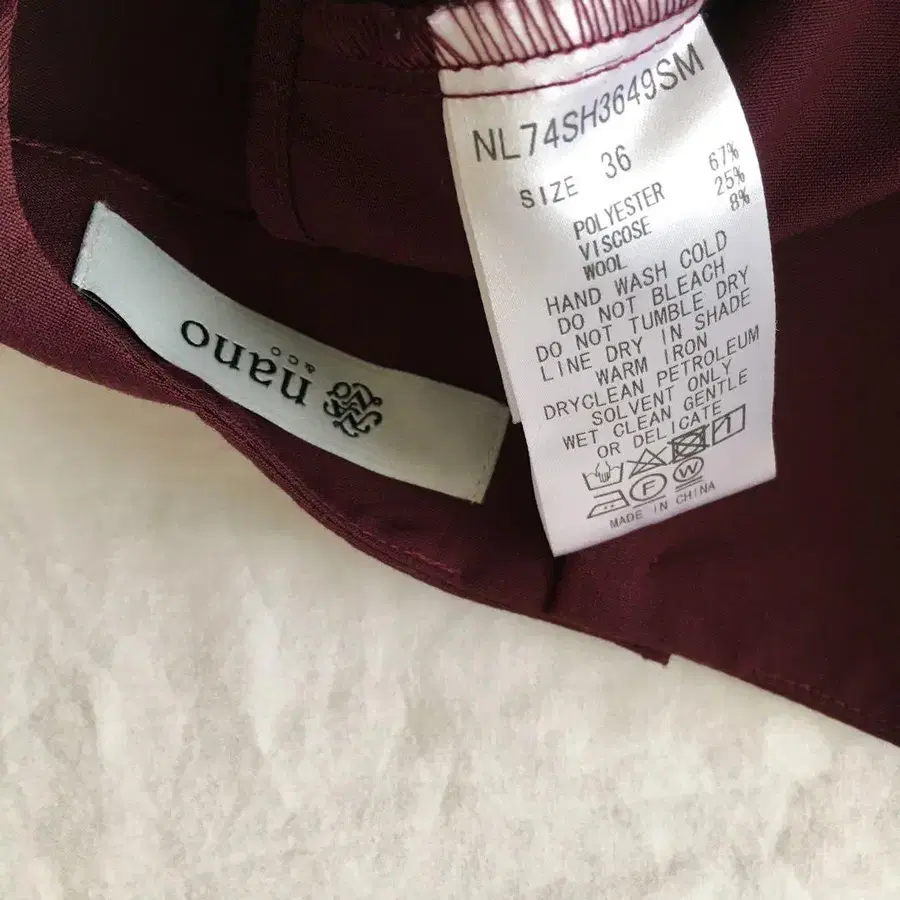 NL74SH3649SM
SIZE 36
POLYESTER 67%
VISCOSE 25%
WOOL 8%
HAND WASH COLD
DO NOT BLEACH
DO NOT TUMBLE DRY
LINE DRY IN SHADE
WARM IRON
DRYCLEAN PETROLEUM
SOLVENT ONLY
WET CLEAN GENTLE
OR DELICATE
F W
MADE IN CHINA
nano
&CO